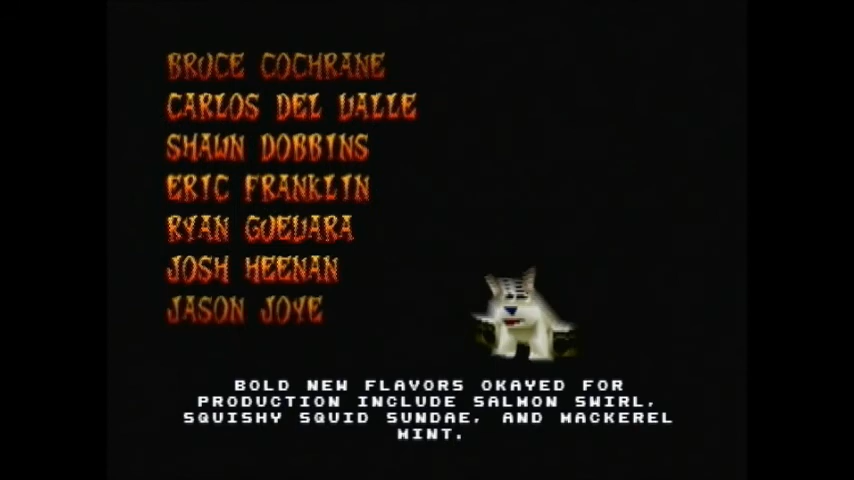 BRUCE COCHRANE
CARLOS DEL VALLE
SHAWN DOBBINS
ERIC FRANKLIN
RYAN GUEVARA
JOSH HEENAN
JASON JOYE
BOLD NEW FLAVORS OKAYED FOR
PRODUCTION INCLUDE SALMON SWIRL,
SQUISHY SQUID SUNDAE, AND MACKEREL
MINT.